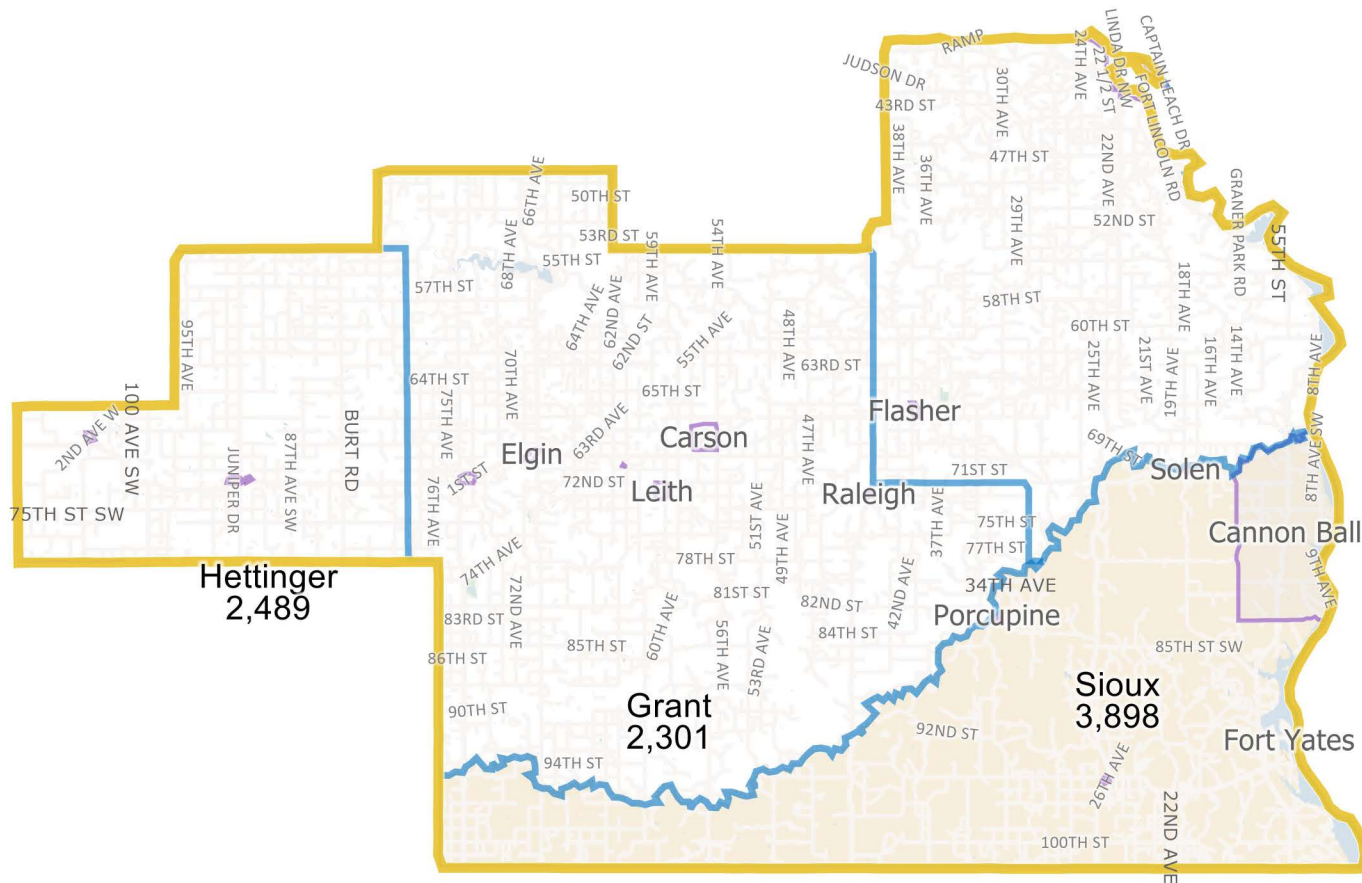 RAMP
JUDSON DR
43RD ST
38TH AVE
36TH AVE
30TH AVE
47TH ST
29TH AVE
24TH AVE
22 1/2 ST
LINDA DR NW
CAPTAIN LEACH DR
FORT LINCOLN RD
22ND AVE
52ND ST
GRANER PARK RD
55TH ST
18TH AVE
58TH ST
60TH ST
25TH AVE
21ST AVE
19TH AVE
16TH AVE
14TH AVE
8TH AVE
66TH AVE
50TH ST
53RD ST
55TH ST
68TH AVE
57TH ST
59TH AVE
54TH AVE
64TH AVE
62ND AVE
62ND ST
55TH AVE
48TH AVE
63RD ST
95TH AVE
64TH ST
75TH AVE
70TH AVE
65TH ST
63RD AVE
47TH AVE
100 AVE SW
2ND AVE W
BURT RD
JUNIPER DR
87TH AVE SW
75TH ST SW
Elgin
Carson
Flasher
1ST ST
72ND ST
Leith
Raleigh
71ST ST
69TH ST
Solen
8TH AVE SW
76TH AVE
51ST AVE
49TH AVE
37TH AVE
75TH ST
77TH ST
Cannon Ball
9TH AVE
74TH AVE
78TH ST
34TH AVE
Hettinger
2,489
72ND AVE
81ST ST
82ND ST
42ND AVE
Porcupine
83RD ST
60TH AVE
84TH ST
85TH ST
56TH AVE
53RD AVE
85TH ST SW
86TH ST
Grant
2,301
Sioux
3,898
90TH ST
92ND ST
Fort Yates
94TH ST
26TH AVE
22ND AVE
100TH ST